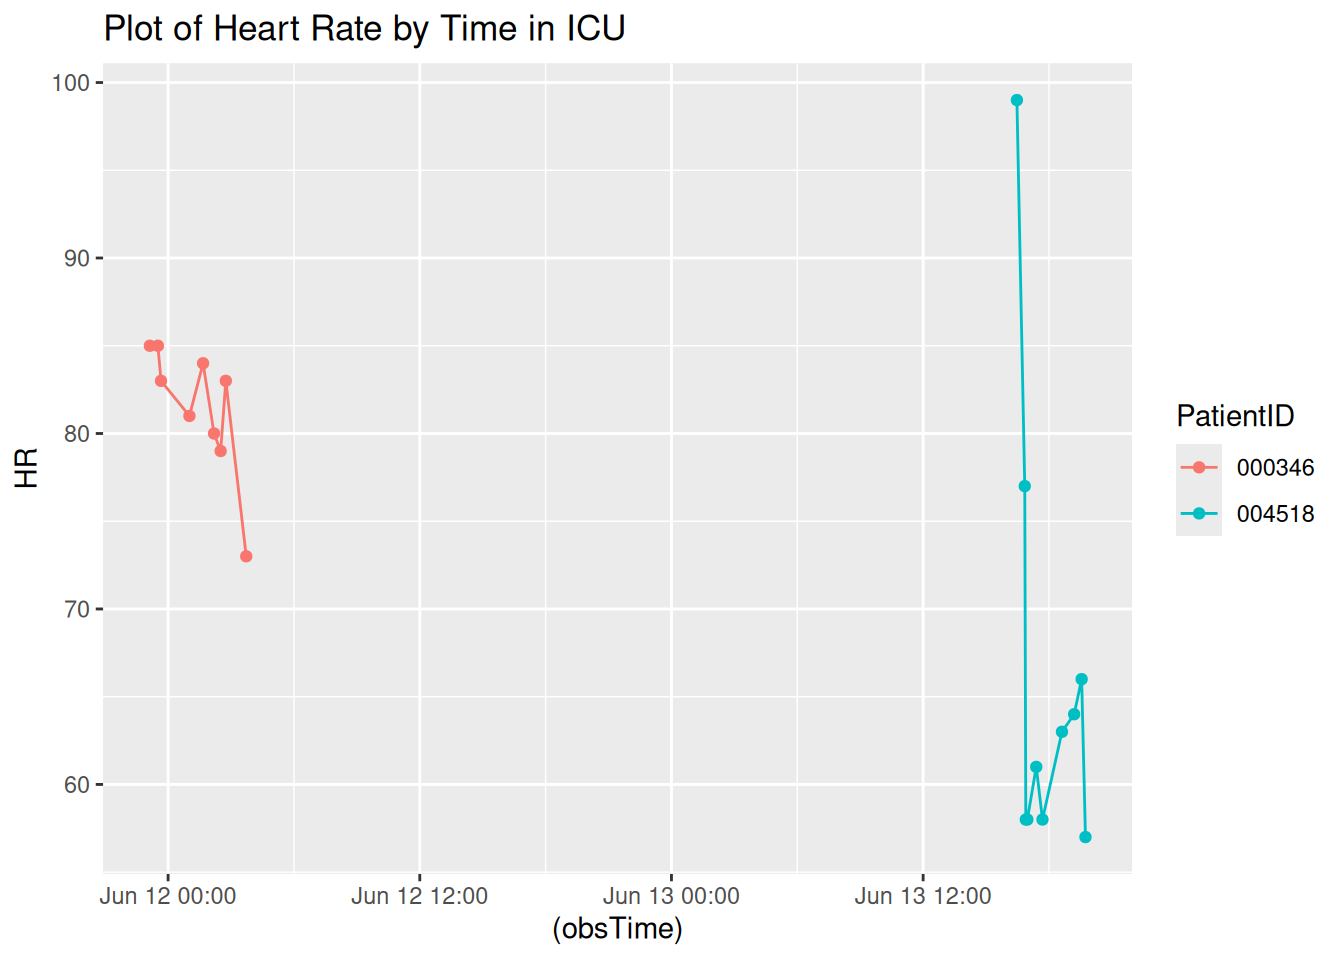 Plot of Heart Rate by Time in ICU
100
90
80
70
60
HR
Jun 12 00:00
Jun 12 12:00
Jun 13 00:00
Jun 13 12:00
(obsTime)
PatientID
000346
004518